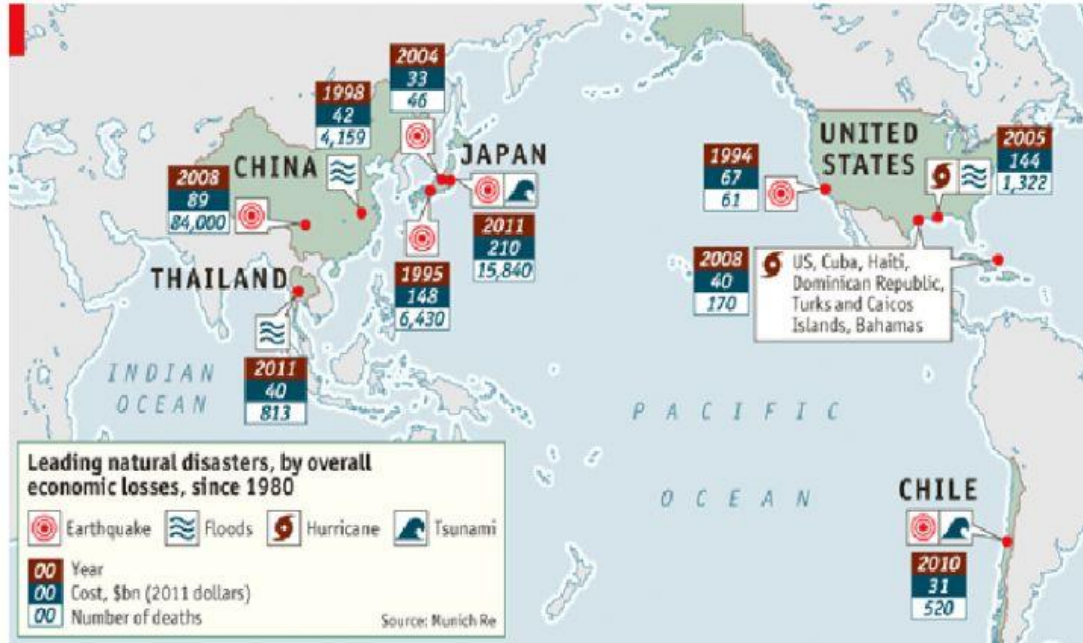 2004
33
46
1998
42
4,159
CHINA
2008
89
84,000
JAPAN
2011
210
15,840
1995
148
6,430
THAILAND
2011
40
813
INDIAN
OCEAN
UNITED
STATES
2005
144
1,322
1994
67
61
2008
40
170
US, Cuba, Haiti,
Dominican Republic,
Turks and Caicos
Islands, Bahamas
PACIFIC
OCEAN
CHILE
2010
31
520
Leading natural disasters, by overall
economic losses, since 1980
Earthquake Floods Hurricane Tsunami
00 Year
00 Cost, $bn (2011 dollars)
00 Number of deaths
Source: Munich Re